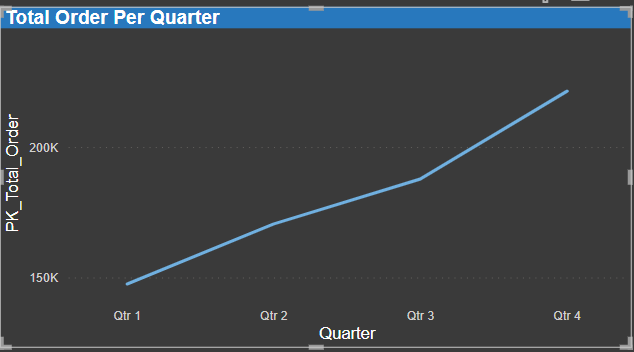 Total Order Per Quarter
PK_Total_Order
200K
150K
Qtr 1 Qtr 2 Qtr 3 Qtr 4
Quarter